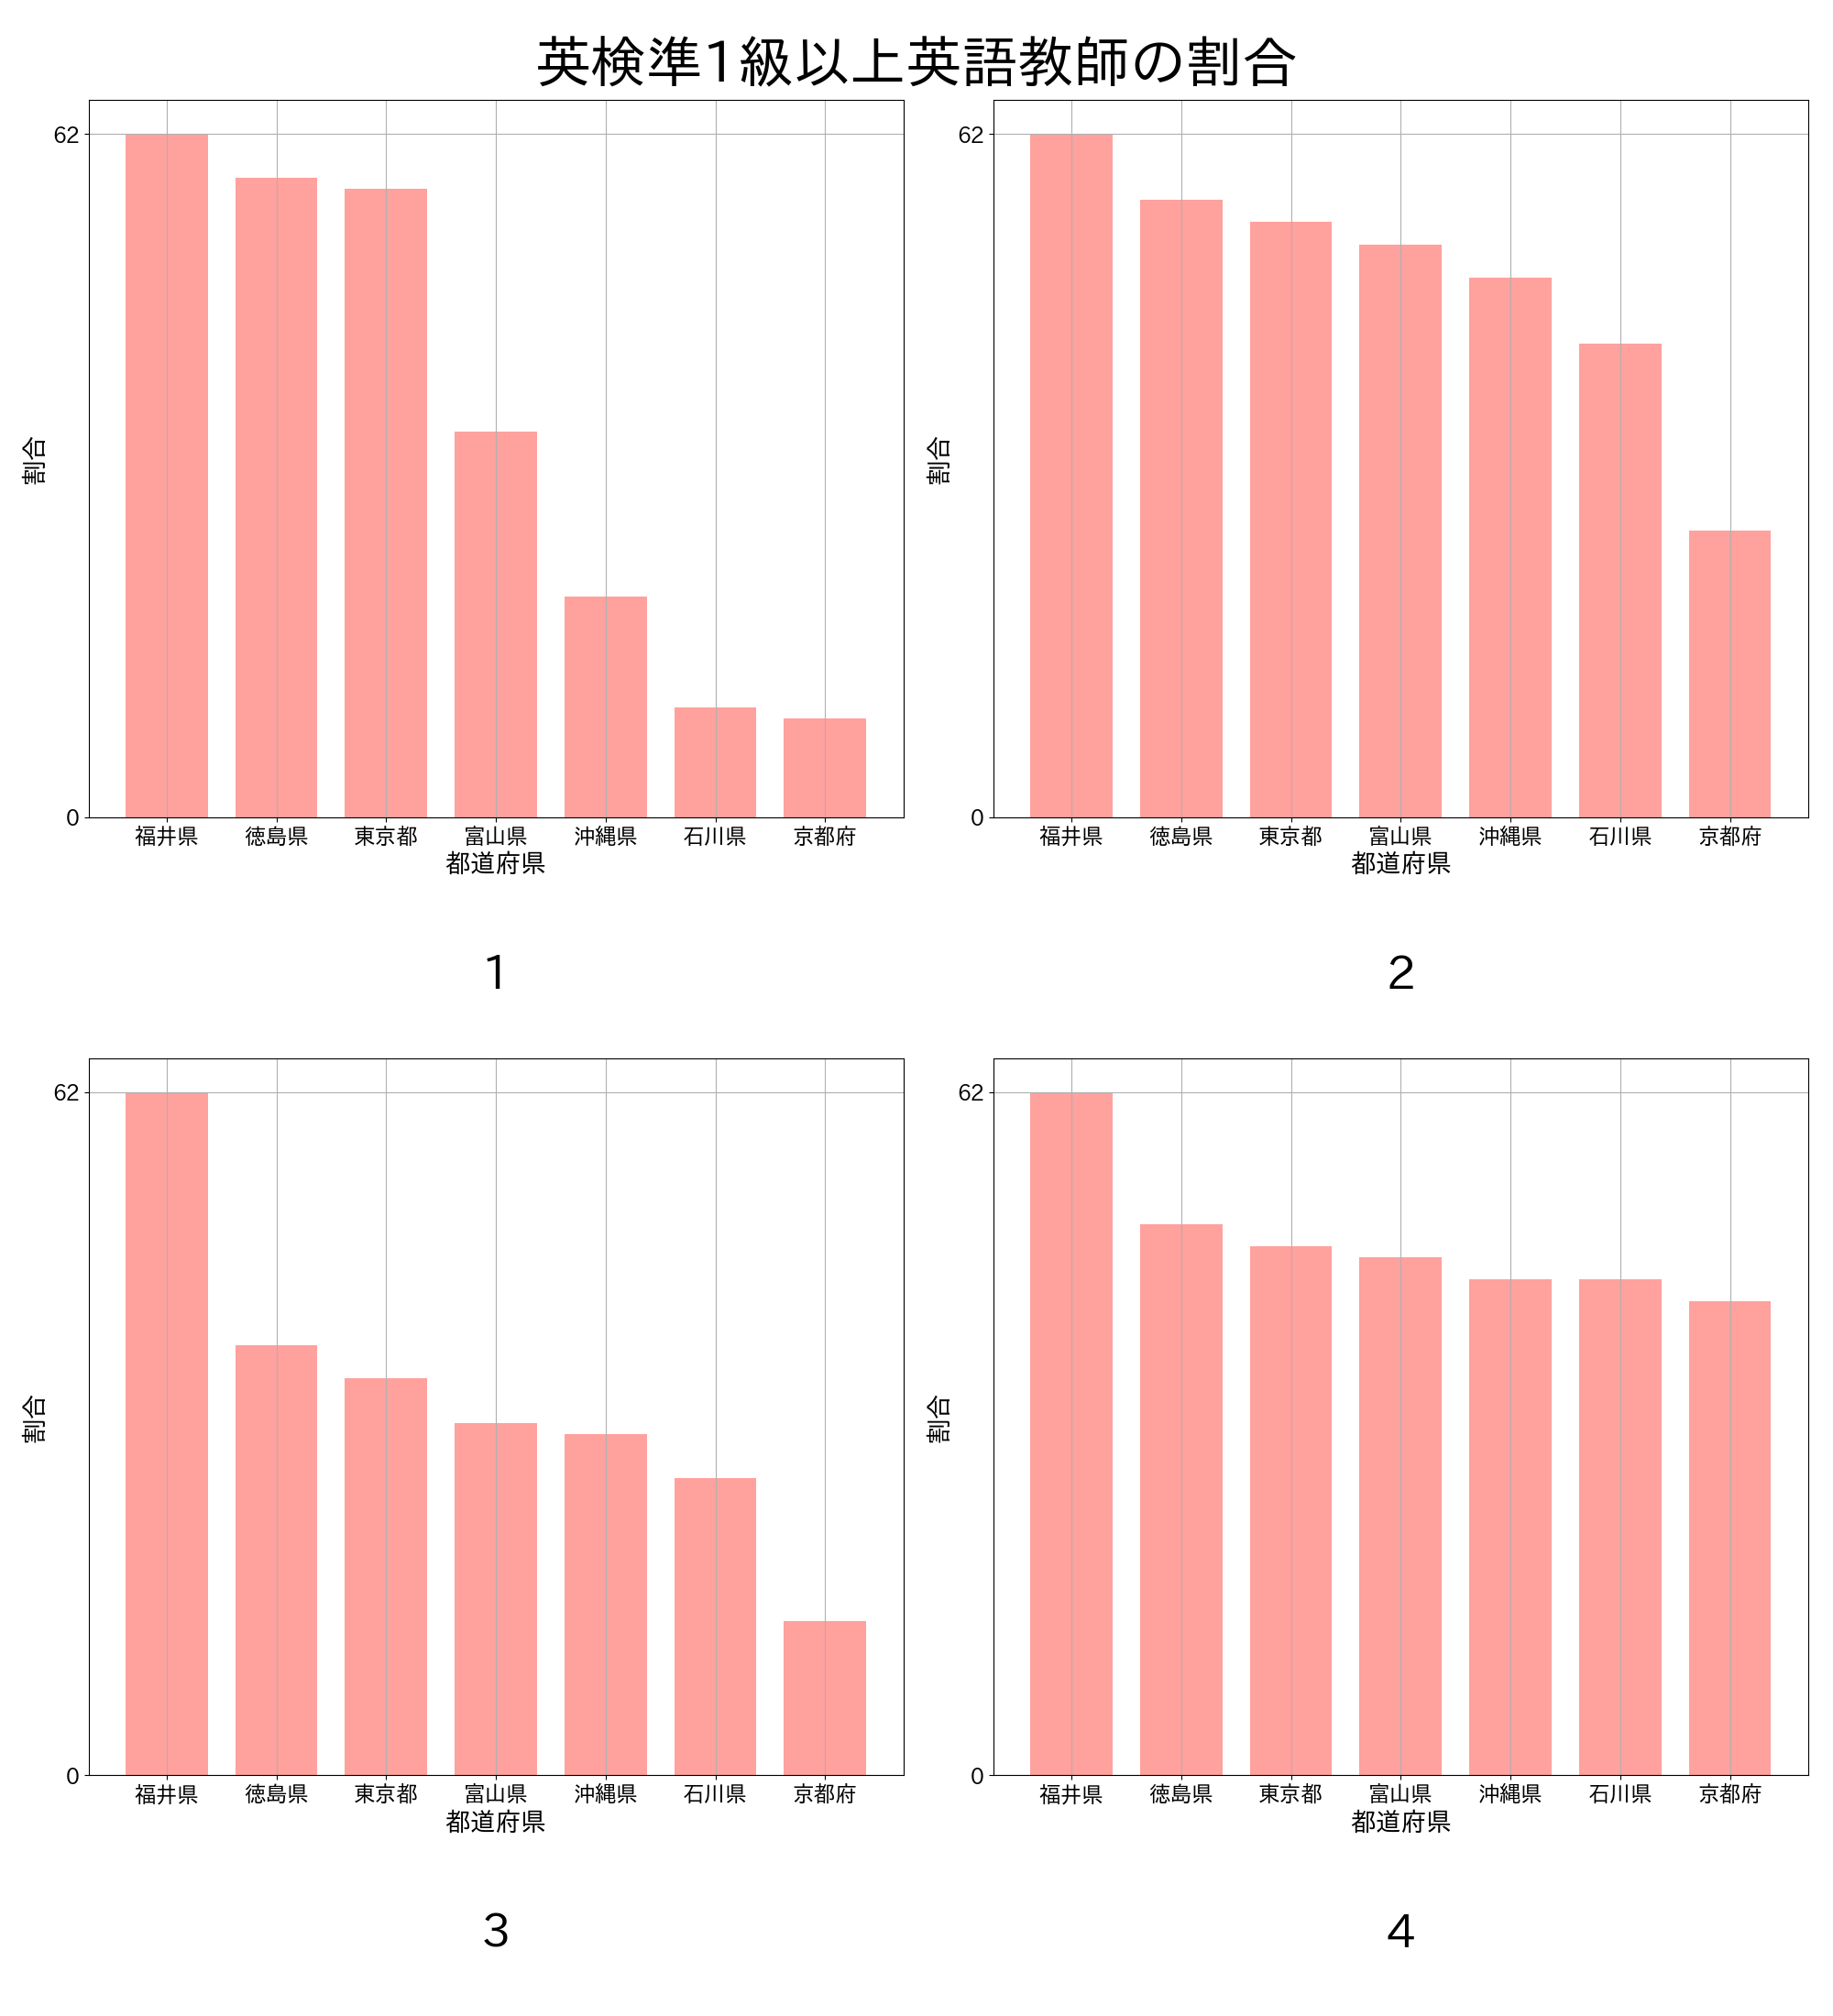 英検準1級以上英語教師の割合
62
割合
0
福井県 徳島県 東京都 富山県 沖縄県 石川県 京都府
都道府県
1
62
割合
0
福井県 徳島県 東京都 富山県 沖縄県 石川県 京都府
都道府県
2
62
割合
0
福井県 徳島県 東京都 富山県 沖縄県 石川県 京都府
都道府県
3
62
割合
0
福井県 徳島県 東京都 富山県 沖縄県 石川県 京都府
都道府県
4